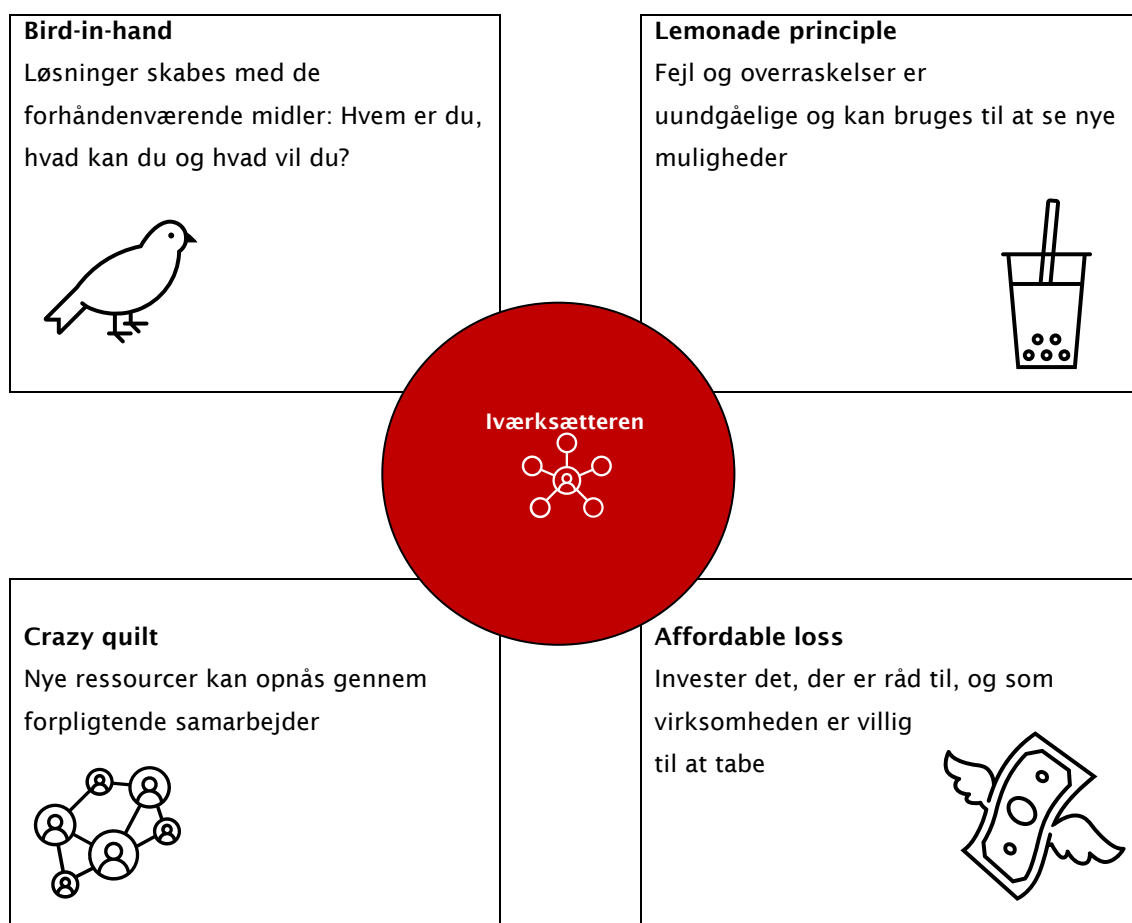 Bird-in-hand
Løsninger skabes med de
forhåndenværende midler: Hvem er du,
hvad kan du og hvad vil du?
Lemonade principle
Fejl og overraskelser er
uundgåelige og kan bruges til at se nye
muligheder
Iværksætteren
Crazy quilt
Nye ressourcer kan opnås gennem
forpligtende samarbejder
Affordable loss
Invester det, der er råd til, og som
virksomheden er villig
til at tabe